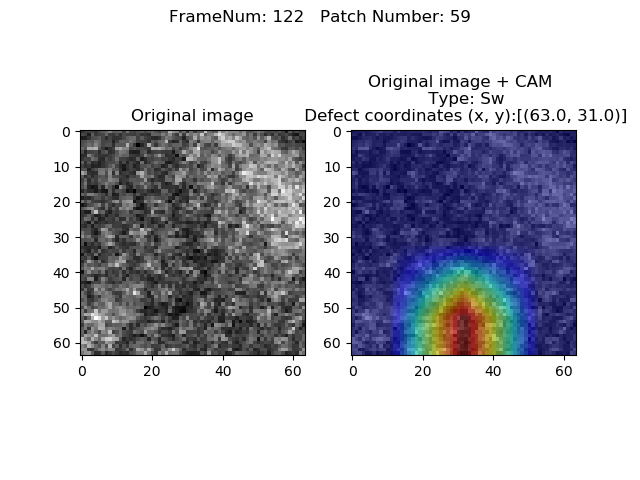 FrameNum: 122   Patch Number: 59
Original image
Original image + CAM
Type: Sw
Defect coordinates (x, y):[(63.0, 31.0)]
0
10
20
30
40
50
60
0 20 40 60
0
10
20
30
40
50
60
0 20 40 60